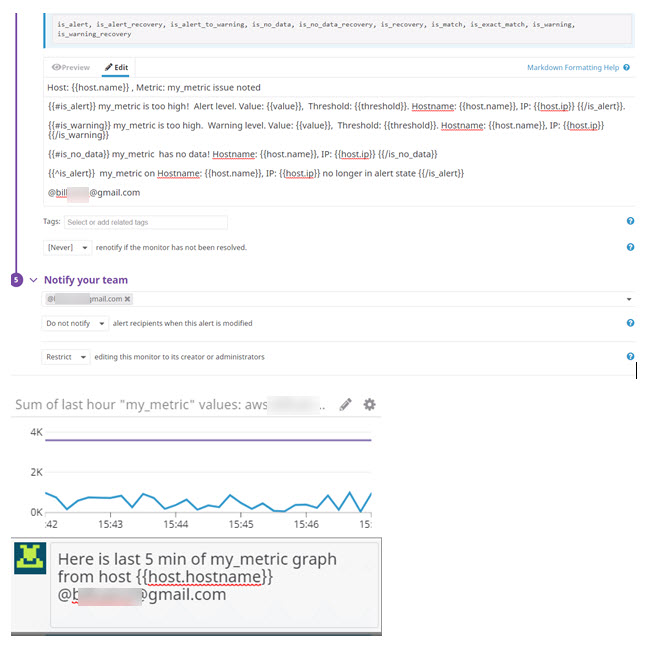 is_alert, is_alert_recovery, is_alert_to_warning, is_no_data, is_no_data_recovery, is_recovery, is_match, is_exact_match, is_warning,
is_warning_recovery
Preview Edit Markdown Formatting Help
Host: {{host.name}} , Metric: my_metric issue noted
{{#is_alert}} my_metric is too high!  Alert level. Value: {{value}},  Threshold: {{threshold}}. Hostname: {{host.name}}, IP: {{host.ip}} {{/is_alert}}.
{{#is_warning}} my_metric is too high.  Warning level. Value: {{value}},  Threshold: {{threshold}}. Hostname: {{host.name}}, IP: {{host.ip}}
{{/is_warning}}
{{#is_no_data}} my_metric  has no data! Hostname: {{host.name}}, IP: {{host.ip}} {{/is_no_data}}
{{^is_alert}}  my_metric on Hostname: {{host.name}}, IP: {{host.ip}} no longer in alert state {{/is_alert}}
@bill @gmail.com
Tags: Select or add related tags
[Never] renotify if the monitor has not been resolved.
5 Notify your team
@ gmail.com
Do not notify alert recipients when this alert is modified
Restrict editing this monitor to its creator or administrators
Sum of last hour "my_metric" values: aws ..
4K
2K
0K
:42 15:43 15:44 15:45 15:46 15:
Here is last 5 min of my_metric graph
from host {{host.hostname}}
@ @gmail.com